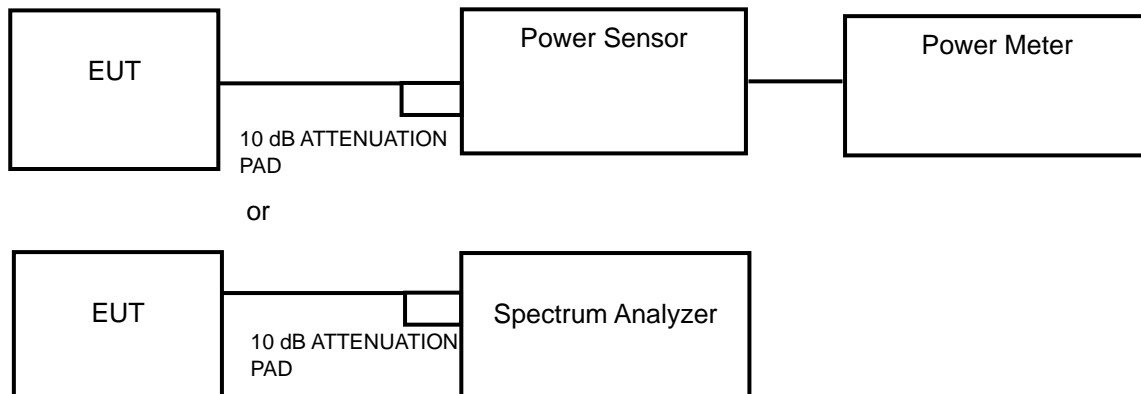 EUT
Power Sensor
Power Meter
10 dB ATTENUATION
PAD
or
EUT
Spectrum Analyzer
10 dB ATTENUATION
PAD